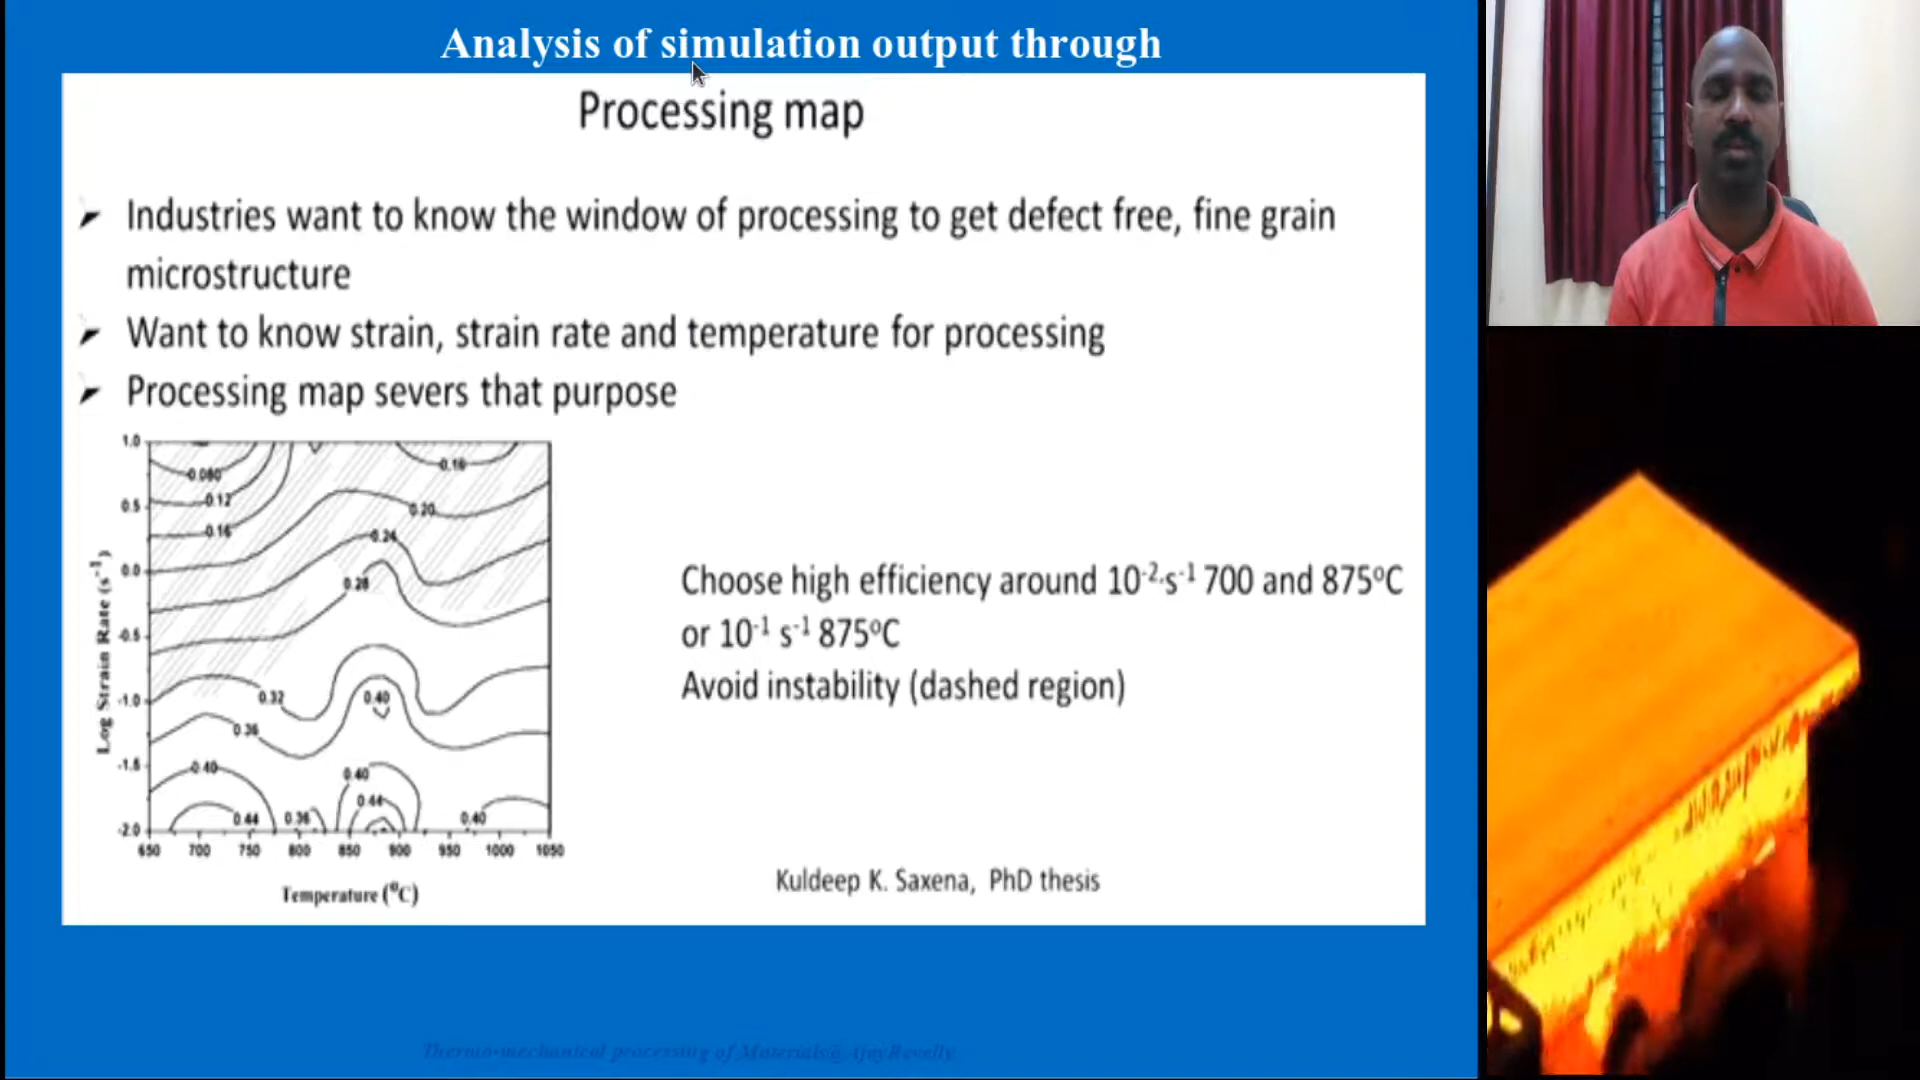 Analysis of simulation output through
Processing map
➢ Industries want to know the window of processing to get defect free, fine grain
microstructure
➢ Want to know strain, strain rate and temperature for processing
➢ Processing map severs that purpose
1.0
0.5
0.0
-0.5
-1.0
-1.5
-2.0
Log Strain Rate (s⁻¹)
0.080
0.12
0.16
0.16
0.20
0.24
0.28
0.32
0.36
0.40
0.40
0.40
0.44
0.44
0.36
0.40
650 700 750 800 850 900 950 1000 1050
Temperature (⁰C)
Choose high efficiency around 10⁻²·s⁻¹ 700 and 875⁰C
or 10⁻¹ s⁻¹ 875⁰C
Avoid instability (dashed region)
Kuldeep K. Saxena, PhD thesis
Thermo-mechanical processing of Materials@AjayRevelly